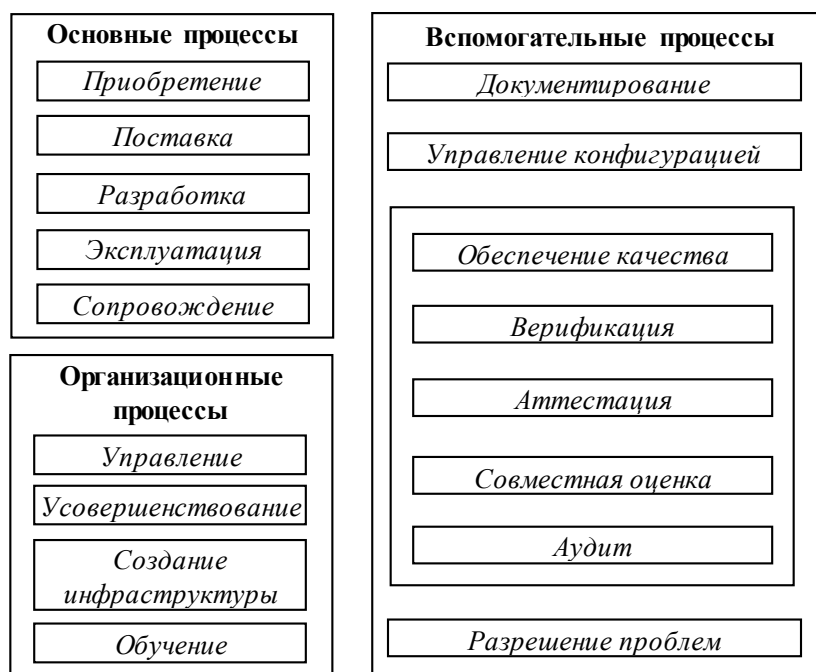 Основные процессы
Приобретение
Поставка
Разработка
Эксплуатация
Сопровождение
Организационные
процессы
Управление
Усовершенствование
Создание
инфраструктуры
Обучение
Вспомогательные процессы
Документирование
Управление конфигурацией
Обеспечение качества
Верификация
Аттестация
Совместная оценка
Аудит
Разрешение проблем